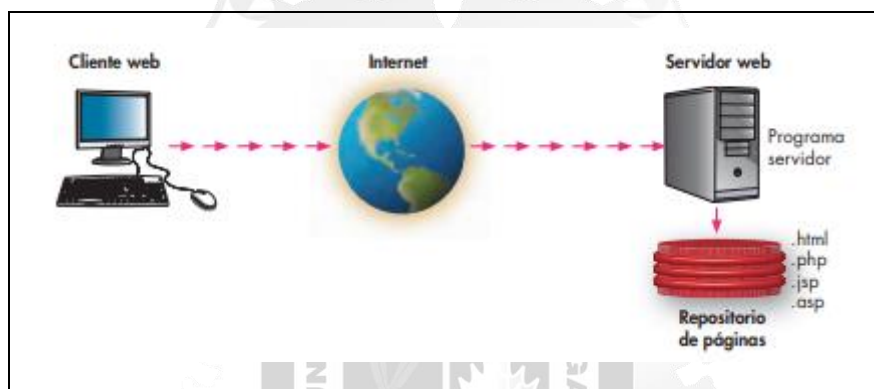 Cliente web
Internet
Servidor web
Programa
servidor
.html
.php
.jsp
.asp
Repositorio
de páginas